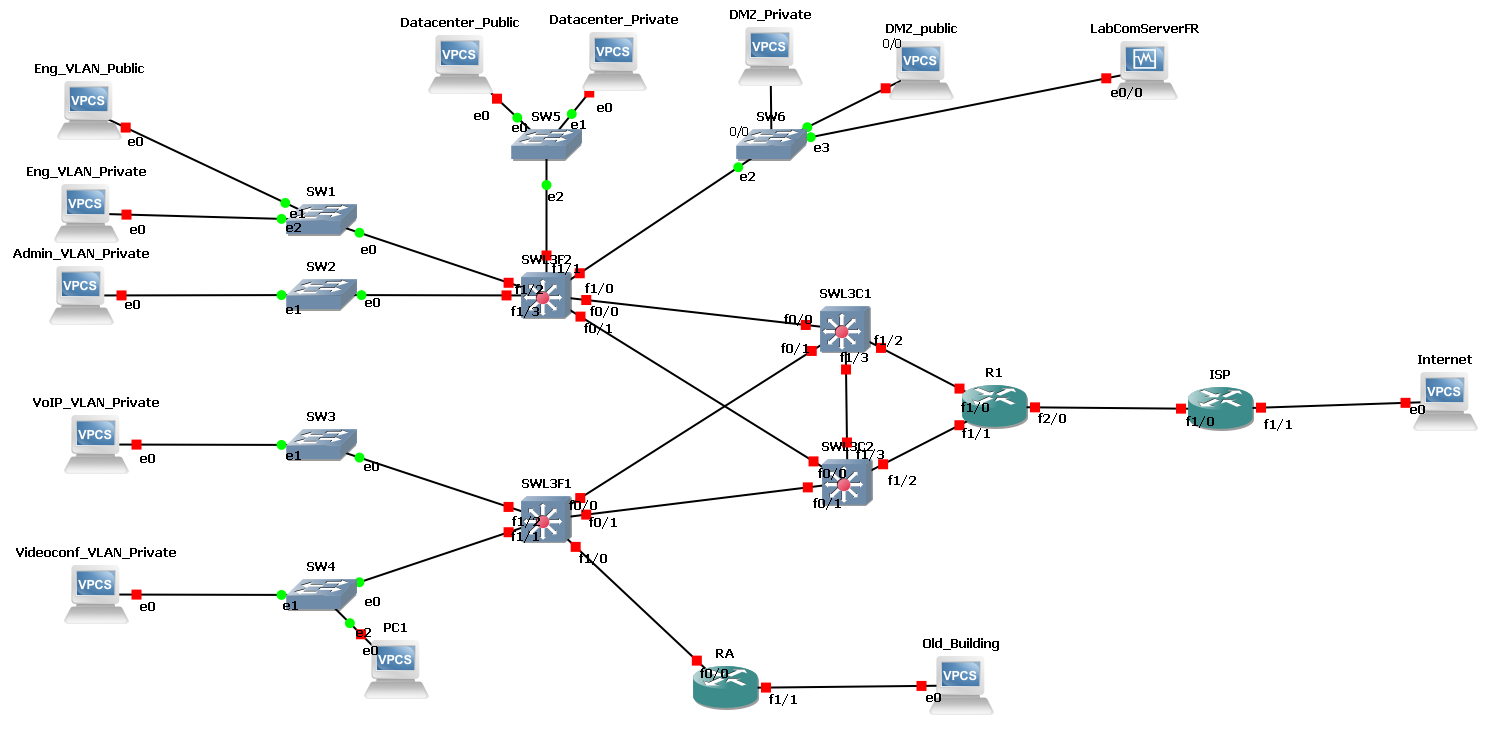 Datacenter_Public
Datacenter_Private
DMZ_Private
DMZ_public
LabComServerFR
0/0
VPCS
VPCS
VPCS
VPCS
e0/0
Eng_VLAN_Public
VPCS
e0
e0
e0
e0
e1
SW5
SW6
0/0
e3
e2
e2
Eng_VLAN_Private
VPCS
e0
SW1
e1
e2
e0
Admin_VLAN_Private
VPCS
e0
SW2
e1
e0
SWL3F2
f1/1
f1/2
f1/3
f1/0
f0/0
f0/1
SWL3C1
f0/0
f0/1
f1/2
f1/3
R1
f1/0
f1/1
f2/0
ISP
f1/0
f1/1
Internet
VPCS
e0
VoIP_VLAN_Private
VPCS
e0
SW3
e1
e0
SWL3C2
f1/3
f0/0
f0/1
f1/2
SWL3F1
f0/0
f0/1
f1/2
f1/1
f1/0
Videoconf_VLAN_Private
VPCS
e0
SW4
e1
e0
e2
PC1
e0
VPCS
RA
f0/0
f1/1
Old_Building
VPCS
e0